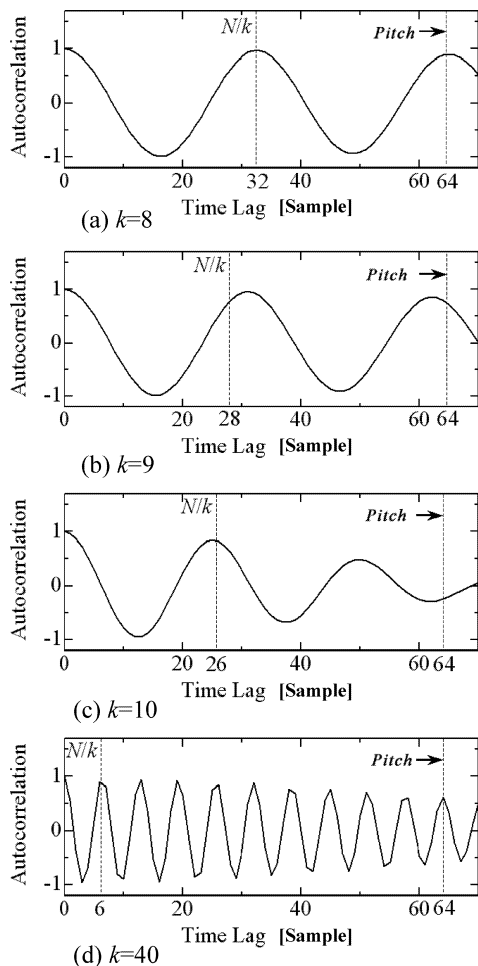 N/k Pitch
Autocorrelation
1
0
-1
0 20 32 40 60 64
Time Lag [Sample]
(a) k=8
N/k Pitch
Autocorrelation
1
0
-1
0 20 28 40 60 64
Time Lag [Sample]
(b) k=9
N/k Pitch
Autocorrelation
1
0
-1
0 20 26 40 60 64
Time Lag [Sample]
(c) k=10
N/k Pitch
Autocorrelation
1
0
-1
0 6 20 40 60 64
Time Lag [Sample]
(d) k=40